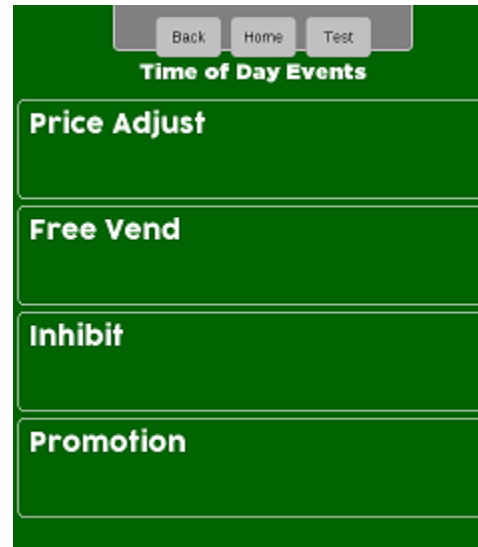 Back Home Test
Time of Day Events
Price Adjust
Free Vend
Inhibit
Promotion